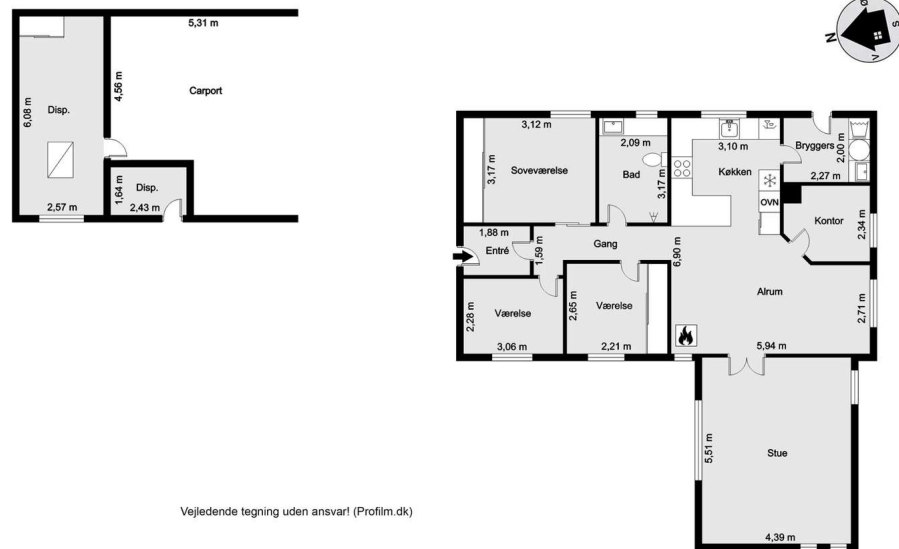 5,31 m
4,56 m
Carport
6,08 m
Disp.
1,64 m
Disp.
2,57 m
2,43 m
Ø
S
N
V
3,12 m
3,17 m
Soveværelse
2,09 m
Bad
3,17 m
3,10 m
Køkken
OVN
Bryggers
2,00 m
2,27 m
Kontor
2,34 m
1,88 m
Entré
1,59 m
Gang
6,90 m
2,28 m
Værelse
3,06 m
2,65 m
Værelse
2,21 m
Alrum
2,71 m
5,94 m
5,51 m
Stue
4,39 m
Vejledende tegning uden ansvar! (Profilm.dk)